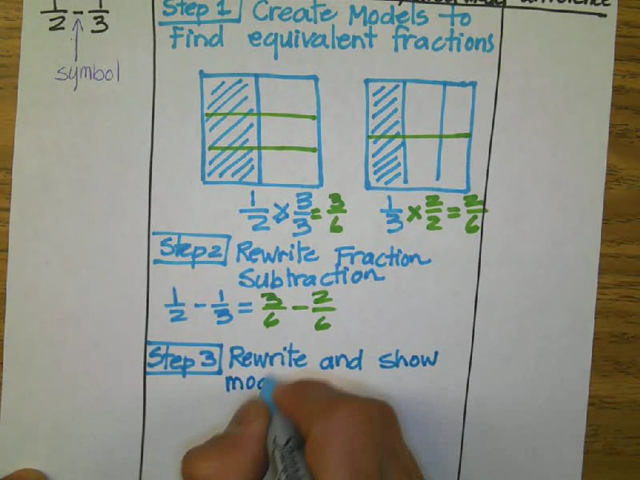 1/2 - 1/3
symbol
difference
Step 1 Create Models to
Find equivalent fractions
1/2 × 3/3 = 3/6
1/3 × 2/2 = 2/6
Step 2 Rewrite Fraction
Subtraction
1/2 - 1/3 = 3/6 - 2/6
Step 3 Rewrite and show